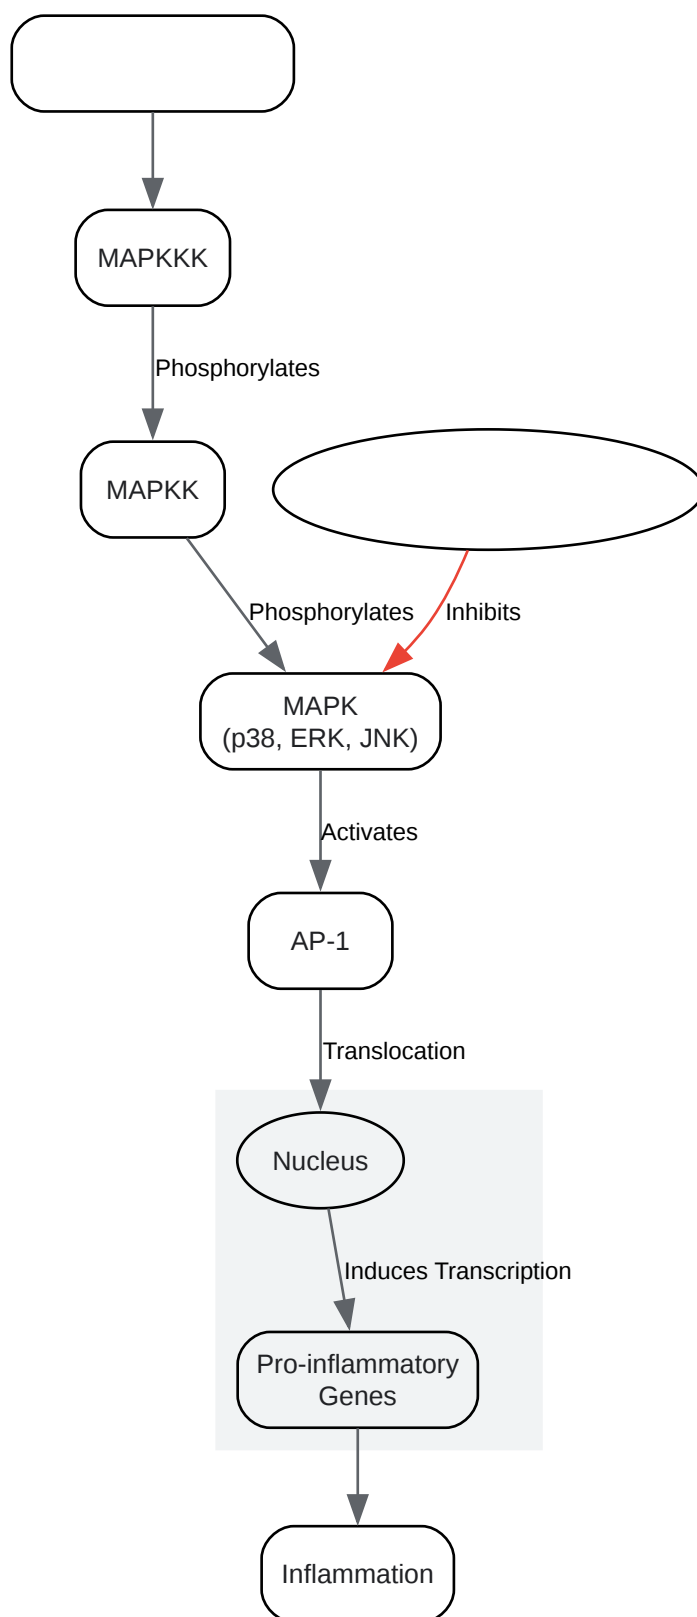 MAPKKK
Phosphorylates
MAPKK
Phosphorylates
Inhibits
MAPK
(p38, ERK, JNK)
Activates
AP-1
Translocation
Nucleus
Induces Transcription
Pro-inflammatory
Genes
Inflammation